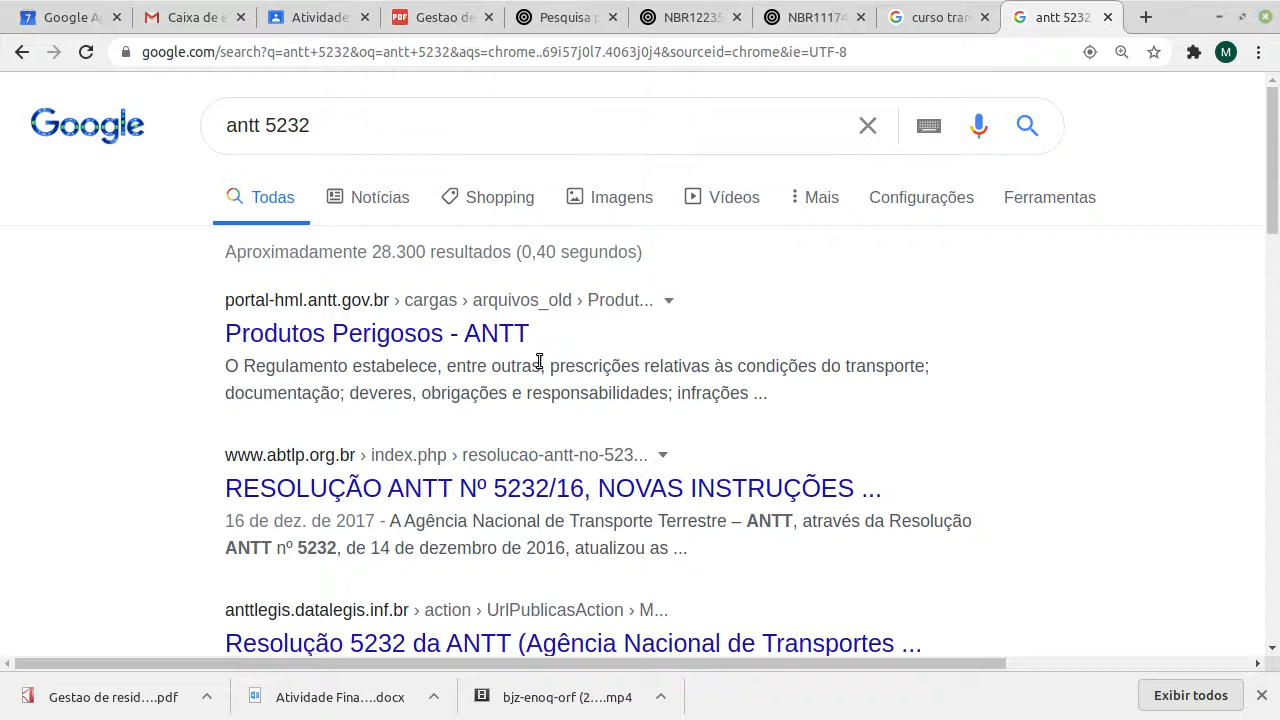 Google A
Caixa de e
Atividade
Gestao de
Pesquisa p
NBR12235
NBR11174
curso tran
antt 5232
google.com/search?q=antt+5232&oq=antt+5232&aqs=chrome..69i57j0l7.4063j0j4&sourceid=chrome&ie=UTF-8
M
Google
antt 5232
Todas Notícias Shopping Imagens Vídeos Mais Configurações Ferramentas
Aproximadamente 28.300 resultados (0,40 segundos)
portal-hml.antt.gov.br › cargas › arquivos_old › Produt...
Produtos Perigosos - ANTT
O Regulamento estabelece, entre outras, prescrições relativas às condições do transporte;
documentação; deveres, obrigações e responsabilidades; infrações ...
www.abtlp.org.br › index.php › resolucao-antt-no-523...
RESOLUÇÃO ANTT Nº 5232/16, NOVAS INSTRUÇÕES ...
16 de dez. de 2017 - A Agência Nacional de Transporte Terrestre – ANTT, através da Resolução
ANTT nº 5232, de 14 de dezembro de 2016, atualizou as ...
anttlegis.datalegis.inf.br › action › UrlPublicasAction › M...
Resolução 5232 da ANTT (Agência Nacional de Transportes ...
Gestao de resid....pdf
Atividade Fina....docx
bjz-enoq-orf (2....mp4
Exibir todos